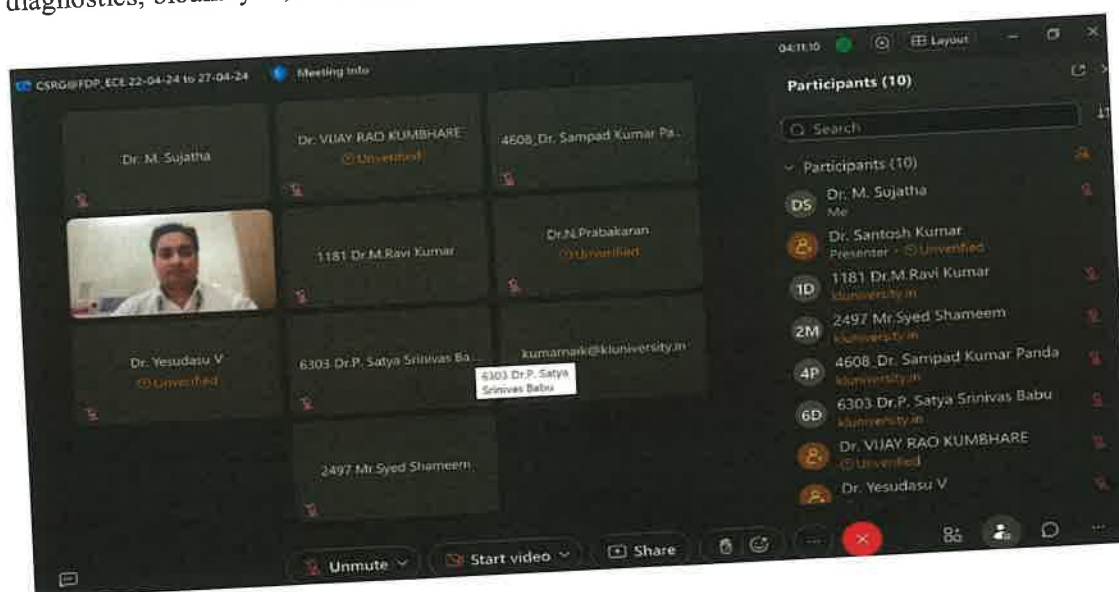 diagnostics,
CSRG@FDP_ECE 22-04-24 to 27-04-24
Meeting Info
04:11:10
Layout
Dr. M. Sujatha
Dr. VIJAY RAO KUMBHARE
Unverified
4608_Dr. Sampad Kumar Pa...
1181 Dr.M.Ravi Kumar
Dr.N.Prabakaran
Unverified
Dr. Yesudasu V
Unverified
6303 Dr.P. Satya Srinivas Ba...
kumarnaik@kluniversity.in
6303 Dr.P. Satya
Srinivas Babu
2497 Mr.Syed Shameem
Participants (10)
Search
Participants (10)
DS
Dr. M. Sujatha
Me
Dr. Santosh Kumar
Presenter • Unverified
1D
1181 Dr.M.Ravi Kumar
kluniversity.in
2M
2497 Mr.Syed Shameem
kluniversity.in
4P
4608_Dr. Sampad Kumar Panda
kluniversity.in
6D
6303 Dr.P. Satya Srinivas Babu
kluniversity.in
Dr. VIJAY RAO KUMBHARE
Unverified
Dr. Yesudasu V
Unmute
Start video
Share